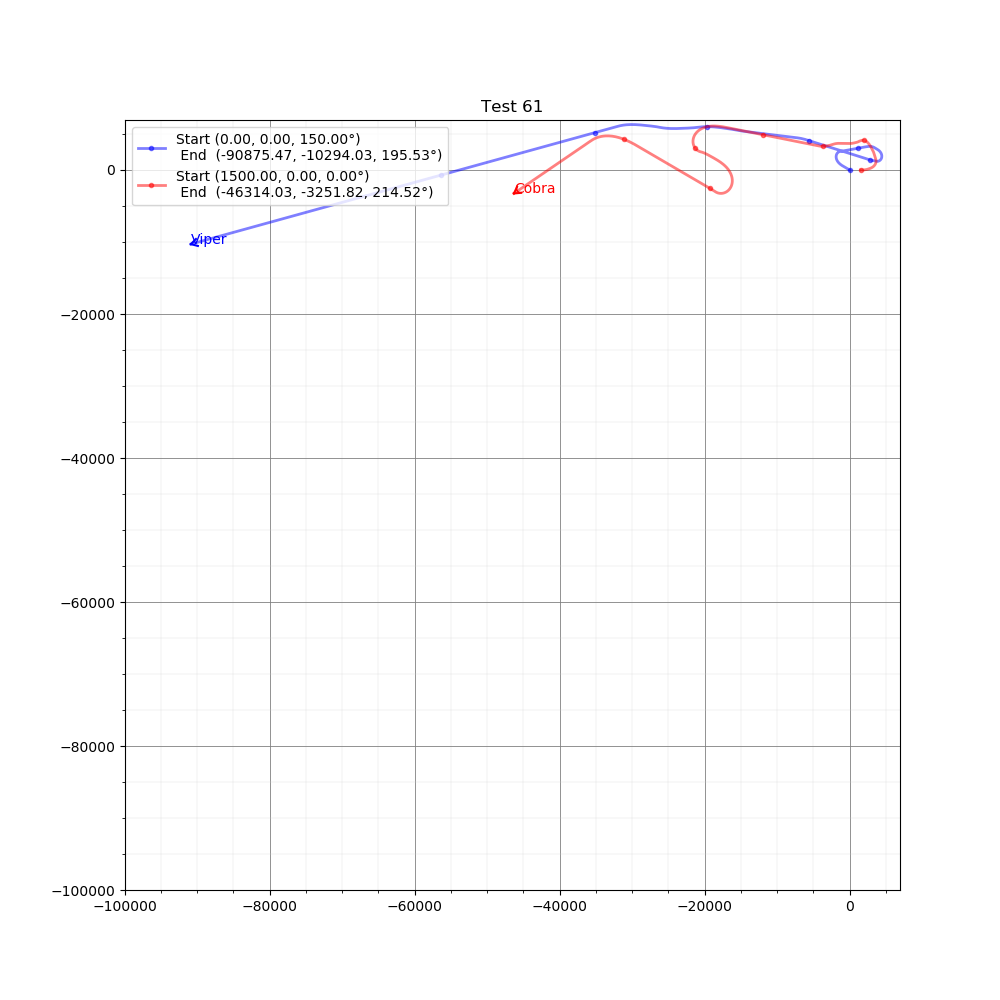 Test 61
Start (0.00, 0.00, 150.00°)
End (-90875.47, -10294.03, 195.53°)
Start (1500.00, 0.00, 0.00°)
End (-46314.03, -3251.82, 214.52°)
Cobra
Viper
0
−20000
−40000
−60000
−80000
−100000
−100000 −80000 −60000 −40000 −20000 0